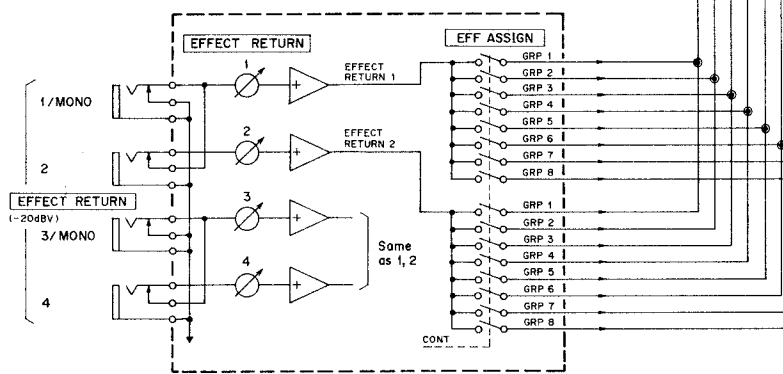 EFFECT RETURN
EFF ASSIGN
1/MONO
2
EFFECT RETURN
(-20dBV)
3/MONO
4
1
2
3
4
EFFECT
RETURN 1
EFFECT
RETURN 2
Same
as 1, 2
GRP 1
GRP 2
GRP 3
GRP 4
GRP 5
GRP 6
GRP 7
GRP 8
GRP 1
GRP 2
GRP 3
GRP 4
GRP 5
GRP 6
GRP 7
GRP 8
CONT